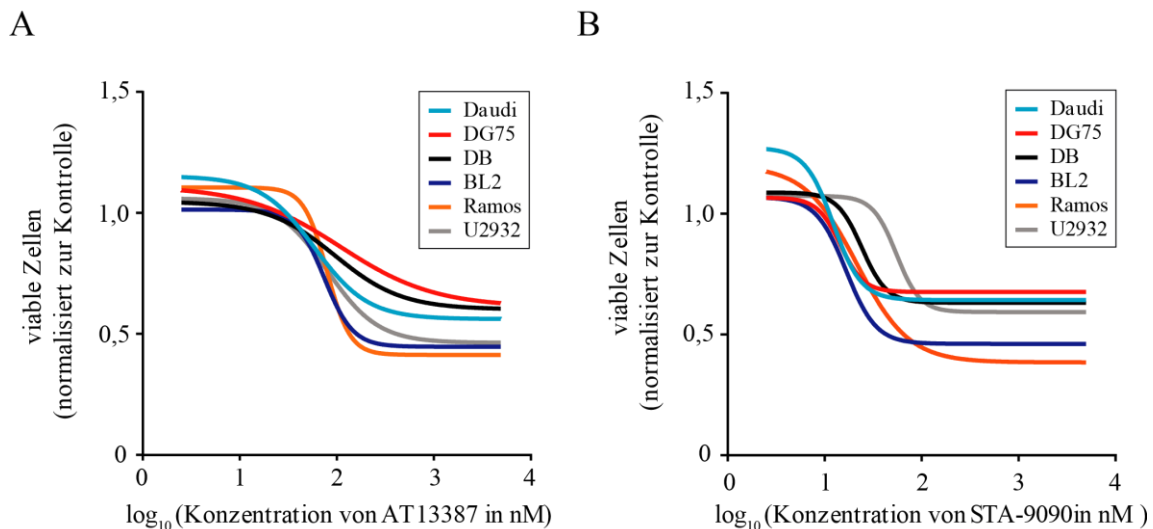 A
viable Zellen
(normalisiert zur Kontrolle)
1,5
1,0
0,5
0
Daudi
DG75
DB
BL2
Ramos
U2932
0 1 2 3 4
log10 (Konzentration von AT13387 in nM)
B
viable Zellen
(normalisiert zur Kontrolle)
1,5
1,0
0,5
0
Daudi
DG75
DB
BL2
Ramos
U2932
0 1 2 3 4
log10 (Konzentration von STA-9090in nM )